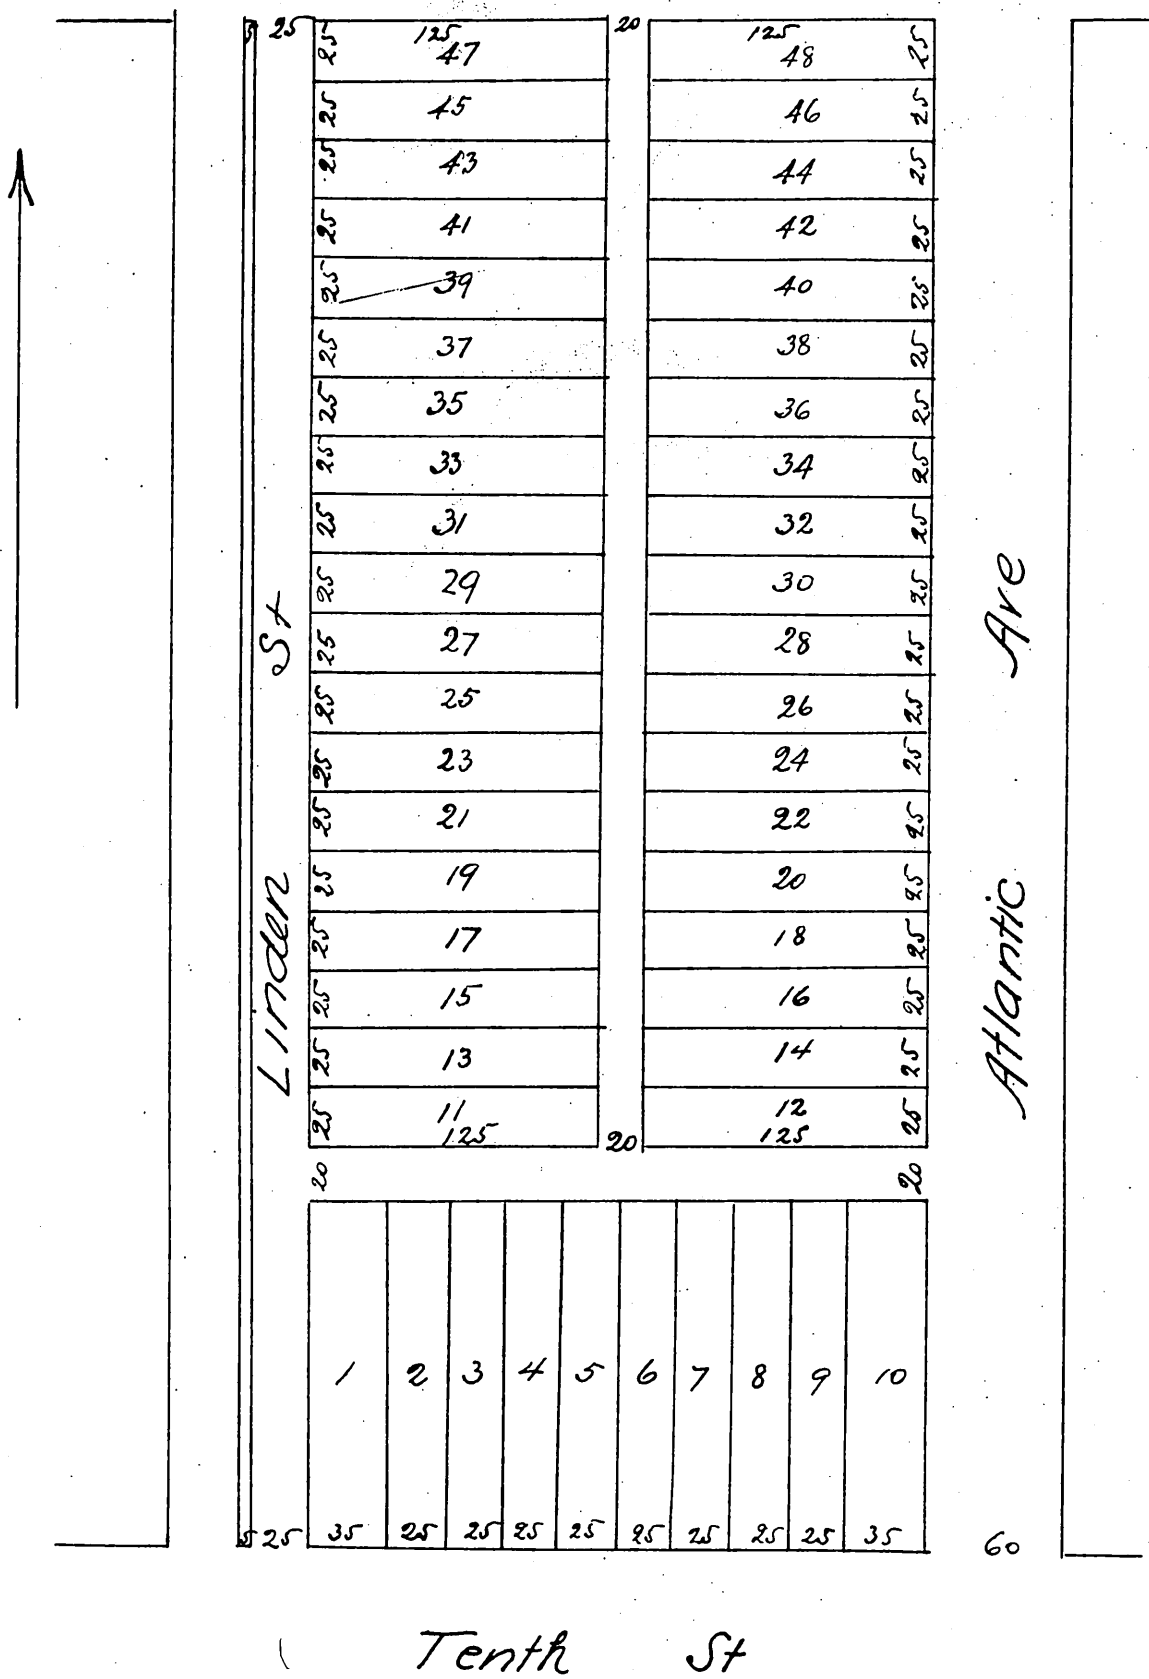 5 25 25 125 20 125 25
47 48
25 45 46 25
25 43 44 25
25 41 42 25
25 39 40 25
25 37 38 25
25 35 36 25
25 33 34 25
25 31 32 25
25 29 30 25
25 27 28 25
25 25 26 25
25 23 24 25
25 21 22 25
25 19 20 25
25 17 18 25
25 15 16 25
25 13 14 25
25 11 12 25
125 20 125
20 20
Linden St
Atlantic Ave
1 2 3 4 5 6 7 8 9 10
5 25 35 25 25 25 25 25 25 25 25 35 60
Tenth St